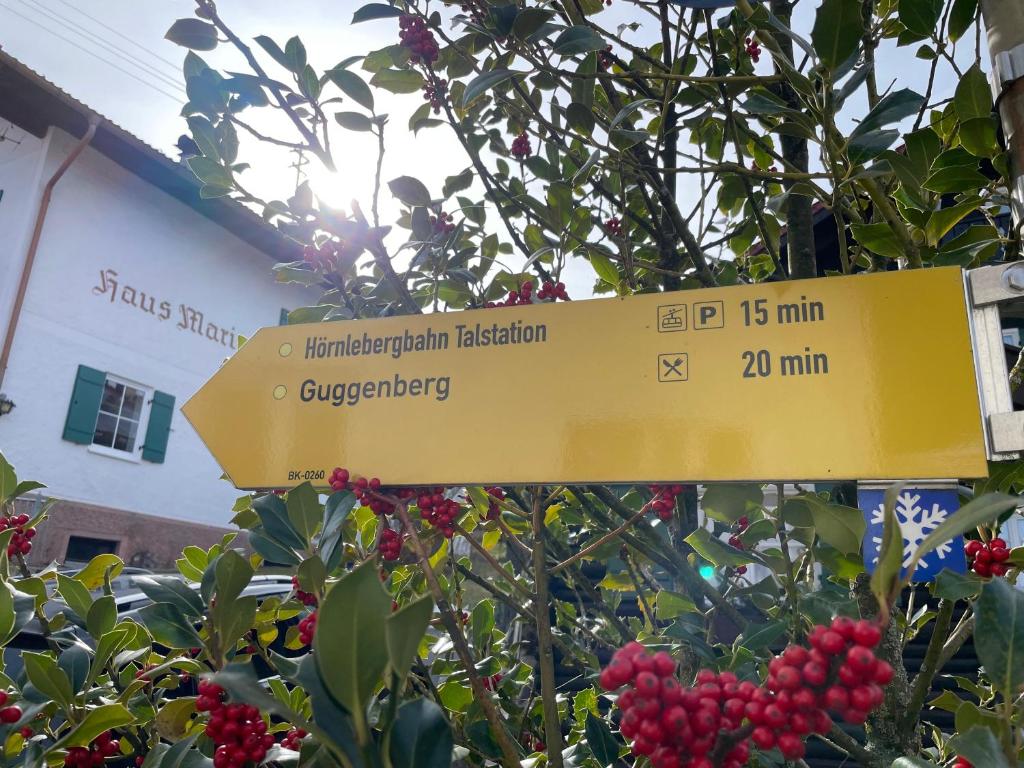 Haus Mari
Hörnlebergbahn Talstation P 15 min
Guggenberg 20 min
BK-0260